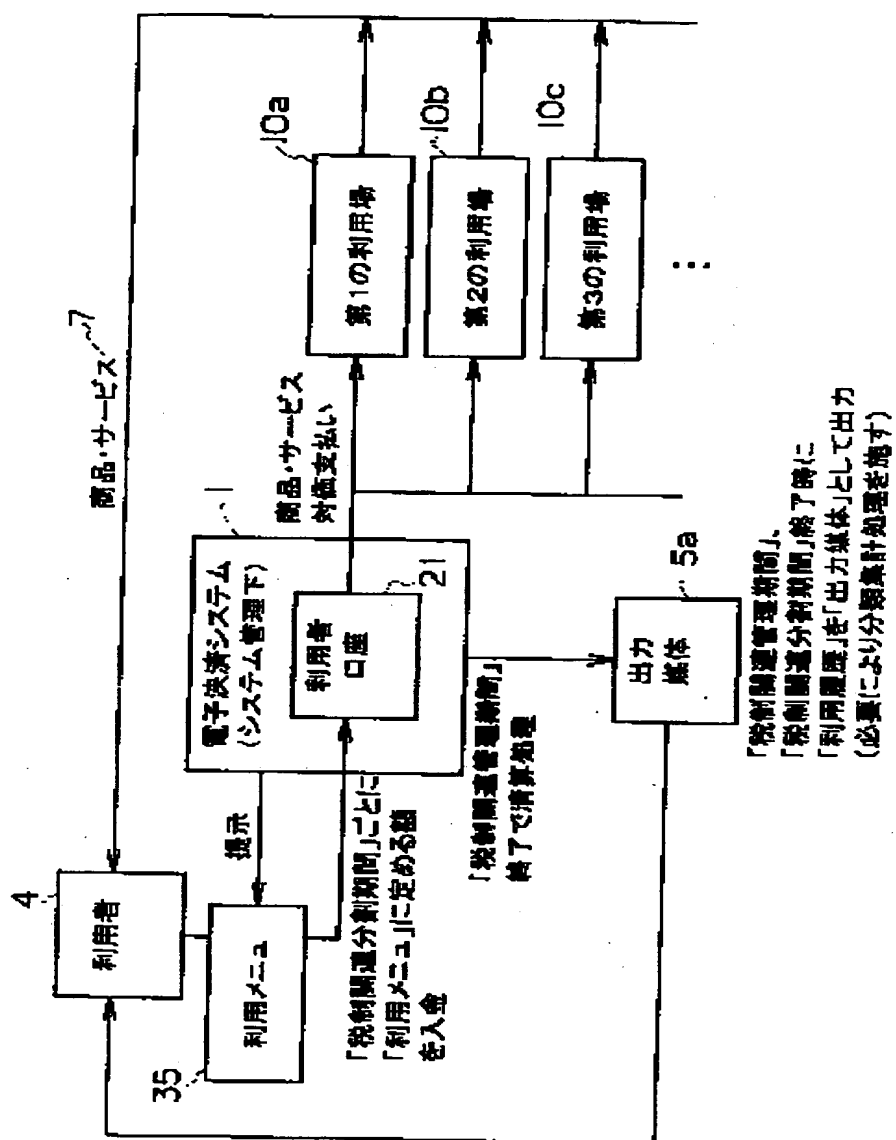 4
利用者
商品・サービス
7
35
利用メニュー
提示
1
電子決済システム
(システム管理下)
利用者
口座
21
商品・サービス
対価支払い
10a
第1の利用場
10b
第2の利用場
10c
第3の利用場
⋮
「税制関連分割期間」ごとに
「利用メニュ」に定める額
を入金
「税制関連管理期間」
終了で清算処理
出力
媒体
5a
「税制関連管理期間」、
「税制関連分割期間」終了時に
「利用履歴」を「出力媒体」として出力
(必要により分類集計処理を施す)